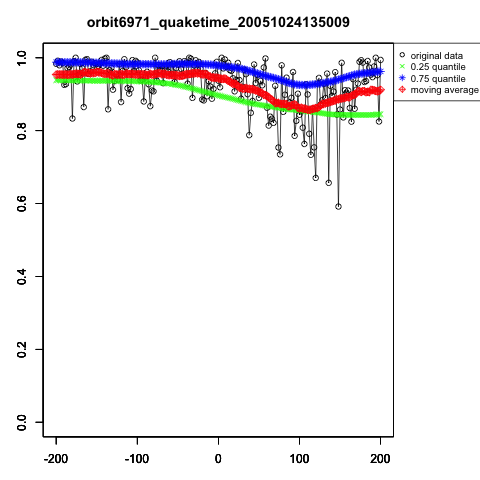 orbit6971_quaketime_20051024135009
original data
0.25 quantile
0.75 quantile
moving average
1.0
0.8
0.6
0.4
0.2
0.0
-200 -100 0 100 200